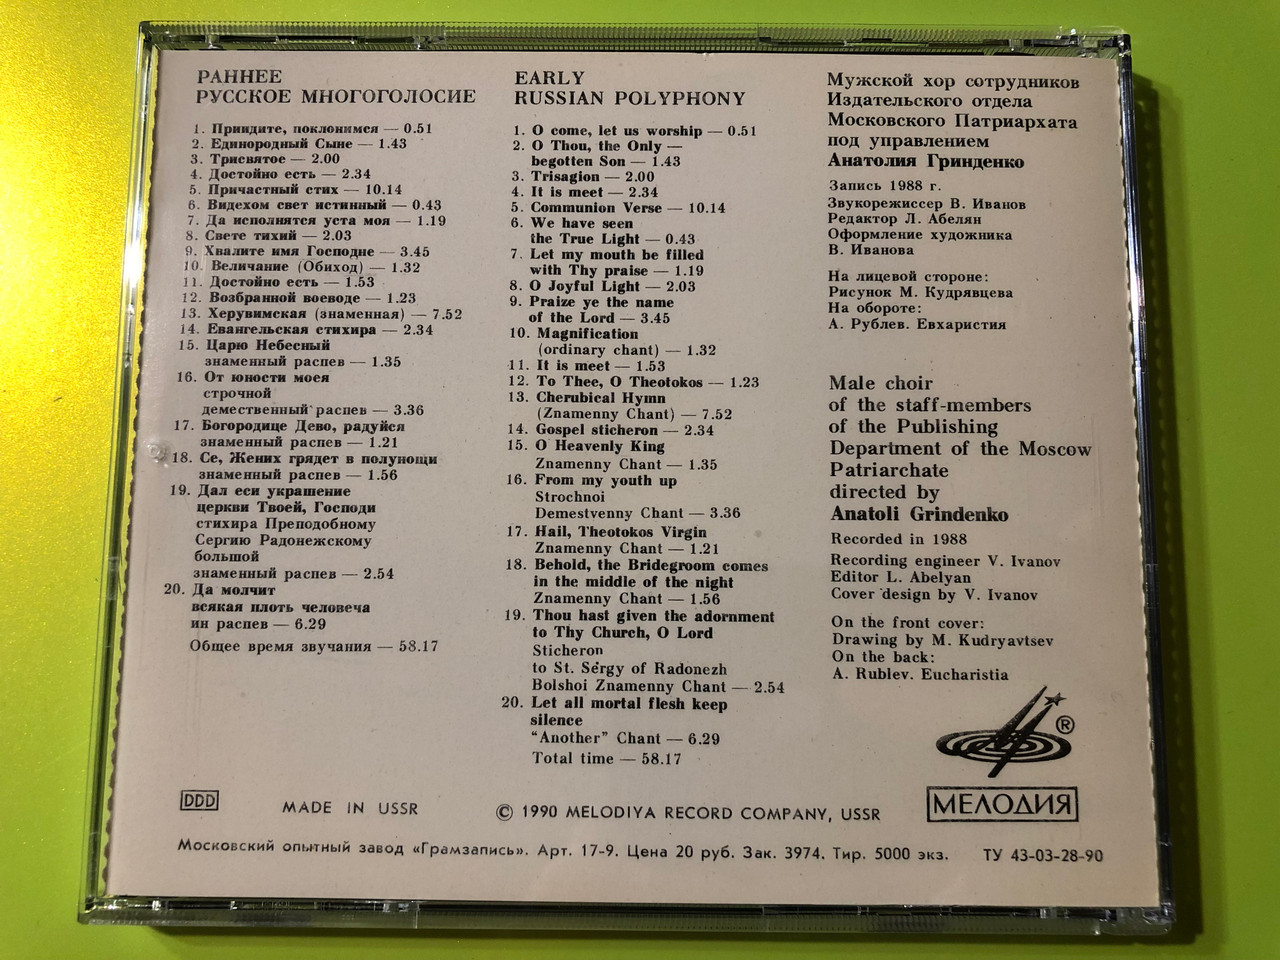 РАННЕЕ
РУССКОЕ МНОГОГОЛОСИЕ
1. Приидите, поклонимся — 0.51
2. Единородный Сыне — 1.43
3. Трисвятое — 2.00
4. Достойно есть — 2.34
5. Причастный стих — 10.14
6. Видехом свет истинный — 0.43
7. Да исполнятся уста моя — 1.19
8. Свете тихий — 2.03
9. Хвалите имя Господне — 3.45
10. Величание (Обиход) — 1.32
11. Достойно есть — 1.53
12. Возбранной воеводе — 1.23
13. Херувимская (знаменная) — 7.52
14. Евангельская стихира — 2.34
15. Царю Небесный
знаменный распев — 1.35
16. От юности моея
строчной
демественный распев — 3.36
17. Богородице Дево, радуйся
знаменный распев — 1.21
18. Се, Жених грядет в полунощи
знаменный распев — 1.56
19. Дал еси украшение
церкви Твоей, Господи
стихира Преподобному
Сергию Радонежскому
большой
знаменный распев — 2.54
20. Да молчит
всякая плоть человеча
ин распев — 6.29
Общее время звучания — 58.17
EARLY
RUSSIAN POLYPHONY
1. O come, let us worship — 0.51
2. O Thou, the Only —
begotten Son — 1.43
3. Trisagion — 2.00
4. It is meet — 2.34
5. Communion Verse — 10.14
6. We have seen
the True Light — 0.43
7. Let my mouth be filled
with Thy praise — 1.19
8. O Joyful Light — 2.03
9. Praize ye the name
of the Lord — 3.45
10. Magnification
(ordinary chant) — 1.32
11. It is meet — 1.53
12. To Thee, O Theotokos — 1.23
13. Cherubical Hymn
(Znamenny Chant) — 7.52
14. Gospel sticheron — 2.34
15. O Heavenly King
Znamenny Chant — 1.35
16. From my youth up
Strochnoi
Demestvenny Chant — 3.36
17. Hail, Theotokos Virgin
Znamenny Chant — 1.21
18. Behold, the Bridegroom comes
in the middle of the night
Znamenny Chant — 1.56
19. Thou hast given the adornment
to Thy Church, O Lord
Sticheron
to St. Sergy of Radonezh
Bolshoi Znamenny Chant — 2.54
20. Let all mortal flesh keep
silence
"Another" Chant — 6.29
Total time — 58.17
Мужской хор сотрудников
Издательского отдела
Московского Патриархата
под управлением
Анатолия Гринденко
Запись 1988 г.
Звукорежиссер В. Иванов
Редактор Л. Абелян
Оформление художника
В. Иванова
На лицевой стороне:
Рисунок М. Кудрявцева
На обороте:
А. Рублев. Евхаристия
Male choir
of the staff-members
of the Publishing
Department of the Moscow
Patriarchate
directed by
Anatoli Grindenko
Recorded in 1988
Recording engineer V. Ivanov
Editor L. Abelyan
Cover design by V. Ivanov
On the front cover:
Drawing by M. Kudryavtsev
On the back:
A. Rublev. Eucharistia
®
МЕЛОДИЯ
DDD MADE IN USSR © 1990 MELODIYA RECORD COMPANY, USSR
Московский опытный завод «Грамзапись». Арт. 17-9. Цена 20 руб. Зак. 3974. Тир. 5000 экз. ТУ 43-03-28-90